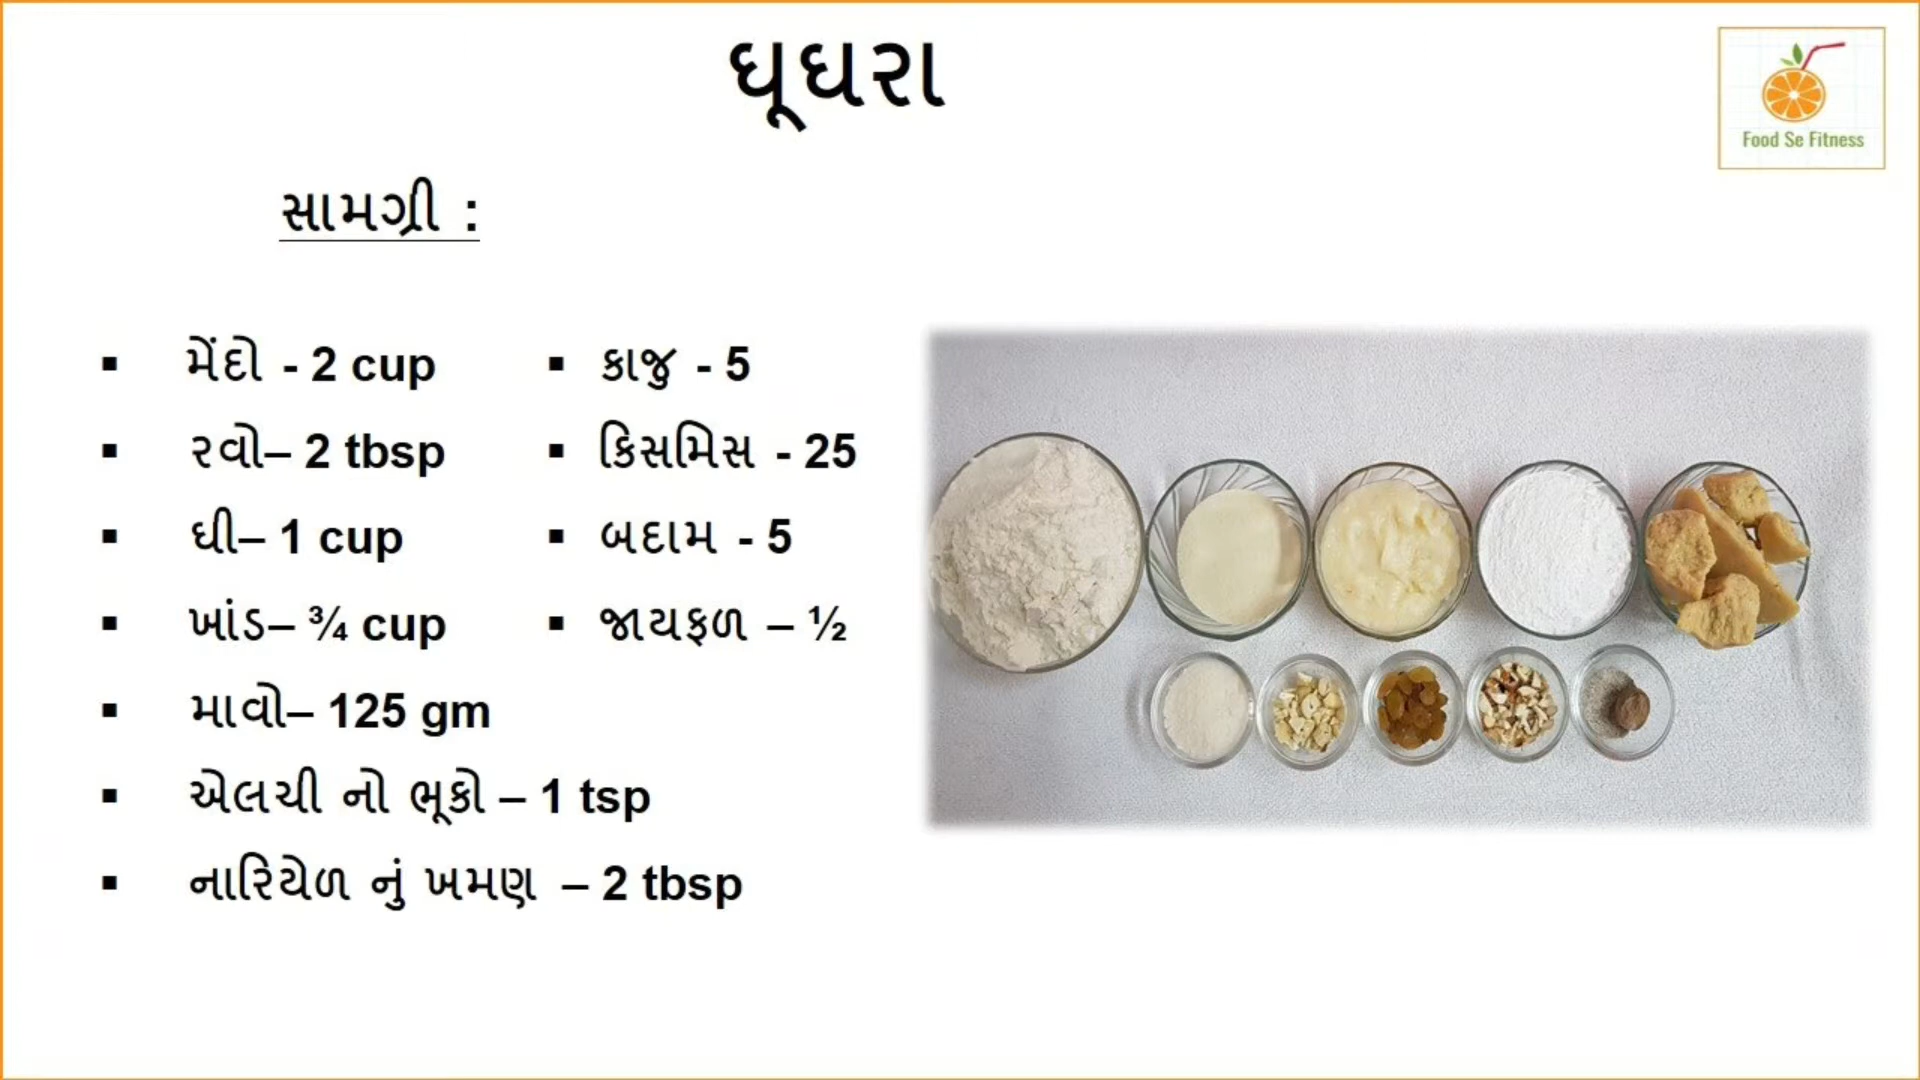 ઘૂઘરા
Food Se Fitness
સામગ્રી :
▪ મેંદો - 2 cup
▪ રવો– 2 tbsp
▪ ઘી– 1 cup
▪ ખાંડ– ¾ cup
▪ માવો– 125 gm
▪ એલચી નો ભૂકો – 1 tsp
▪ નારિયેળ નું ખમણ – 2 tbsp
▪ કાજુ - 5
▪ કિસમિસ - 25
▪ બદામ - 5
▪ જાયફળ – ½